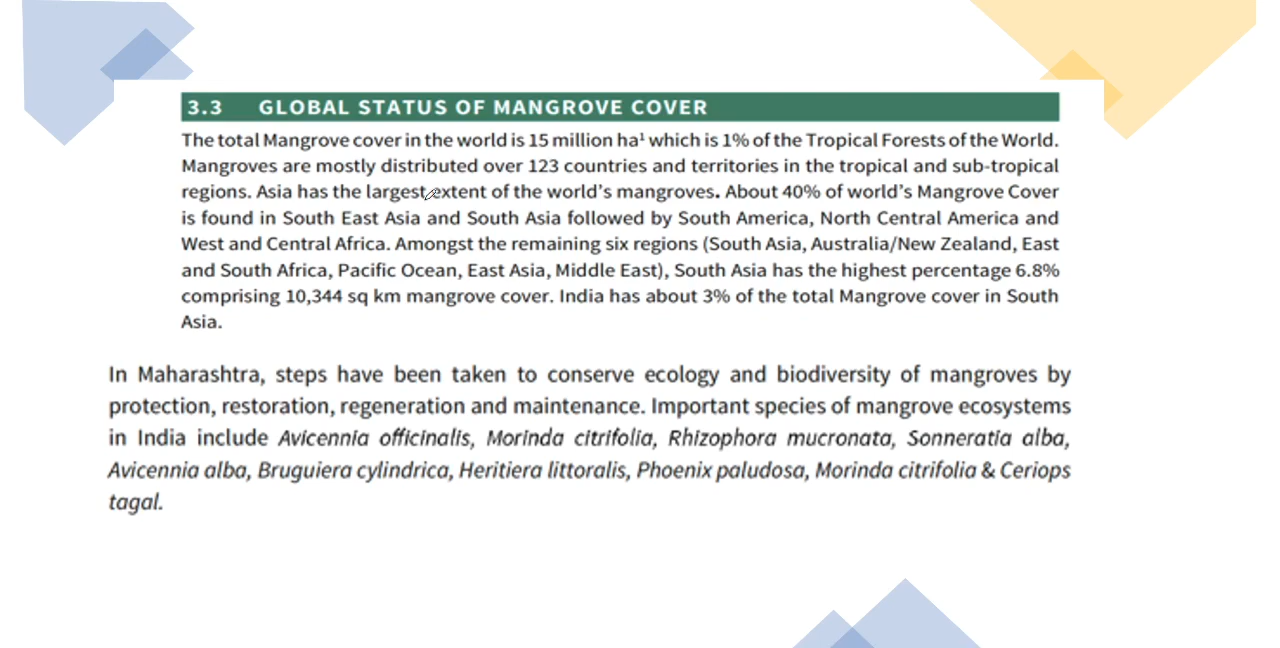 3.3 GLOBAL STATUS OF MANGROVE COVER
The total Mangrove cover in the world is 15 million ha¹ which is 1% of the Tropical Forests of the World.
Mangroves are mostly distributed over 123 countries and territories in the tropical and sub-tropical
regions. Asia has the largest extent of the world's mangroves. About 40% of world's Mangrove Cover
is found in South East Asia and South Asia followed by South America, North Central America and
West and Central Africa. Amongst the remaining six regions (South Asia, Australia/New Zealand, East
and South Africa, Pacific Ocean, East Asia, Middle East), South Asia has the highest percentage 6.8%
comprising 10,344 sq km mangrove cover. India has about 3% of the total Mangrove cover in South
Asia.
In Maharashtra, steps have been taken to conserve ecology and biodiversity of mangroves by
protection, restoration, regeneration and maintenance. Important species of mangrove ecosystems
in India include Avicennia officinalis, Morinda citrifolia, Rhizophora mucronata, Sonneratia alba,
Avicennia alba, Bruguiera cylindrica, Heritiera littoralis, Phoenix paludosa, Morinda citrifolia & Ceriops
tagal.